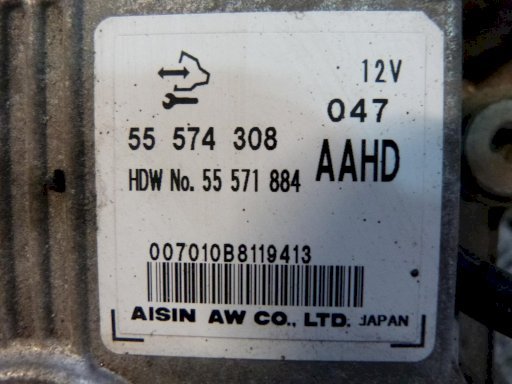 12V
047
55 574 308
AAHD
HDW No. 55 571 884
007010B8119413
AISIN AW CO., LTD. JAPAN